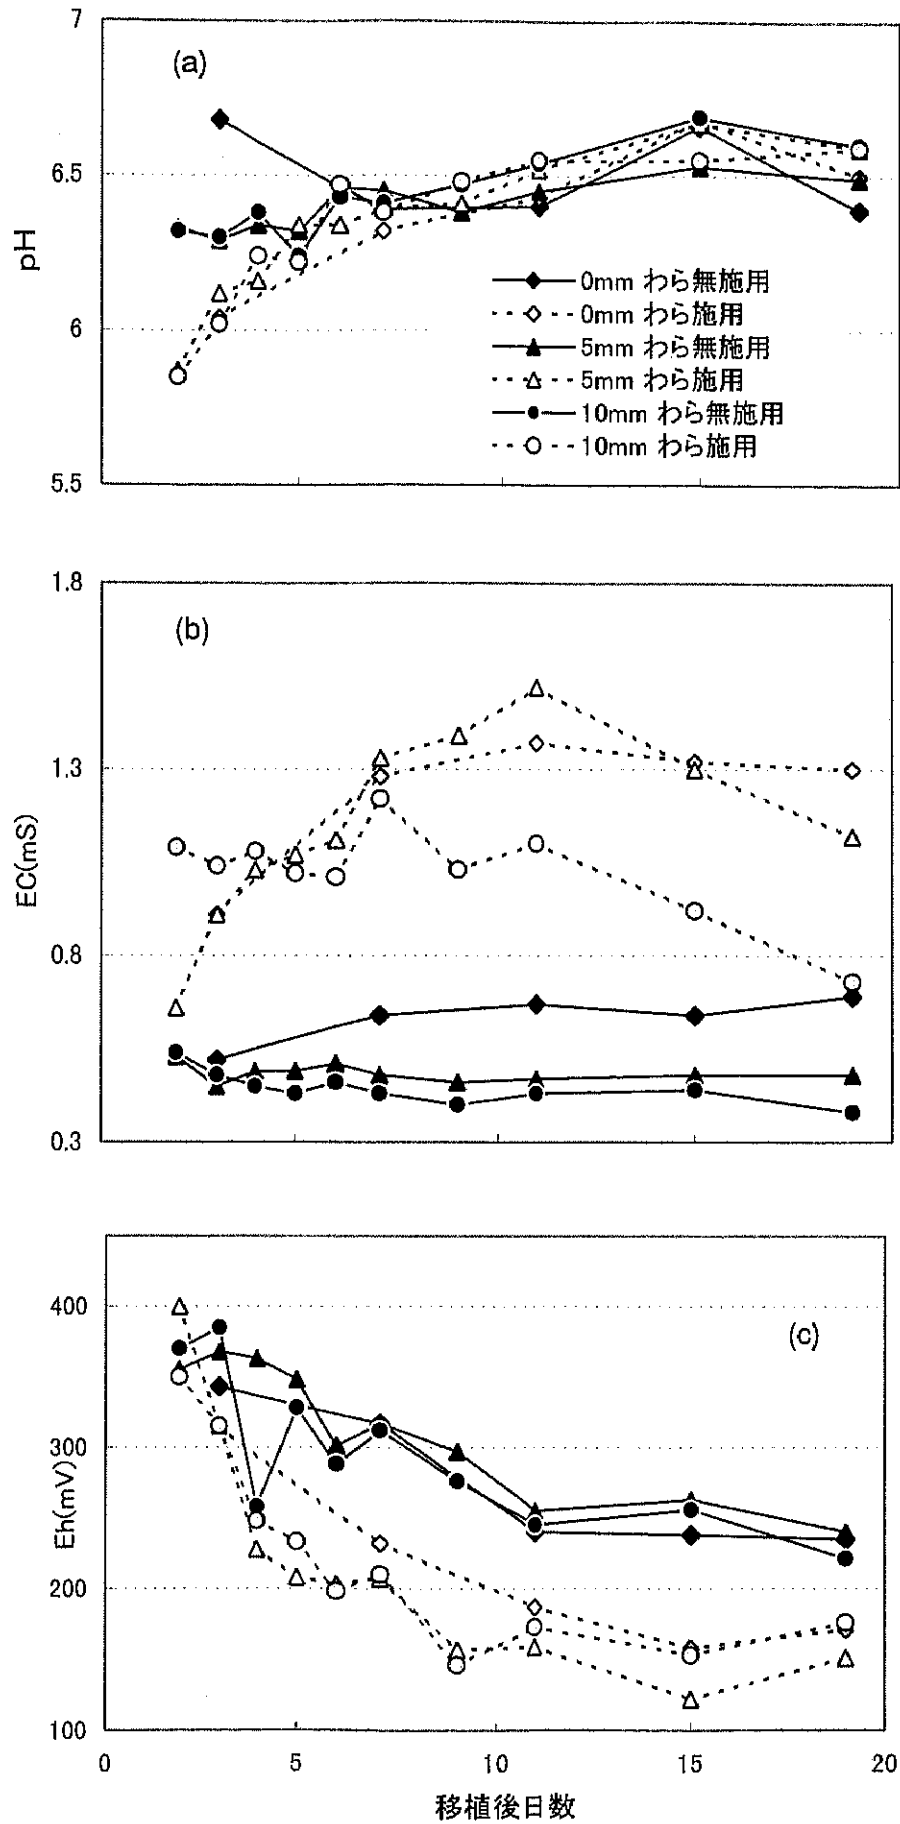 7
(a)
6.5
pH
0mm わら無施用
0mm わら施用
6
5mm わら無施用
5mm わら施用
10mm わら無施用
10mm わら施用
5.5
1.8
(b)
1.3
EC(mS)
0.8
0.3
400
(c)
300
Eh(mV)
200
100
0 5 10 15 20
移植後日数